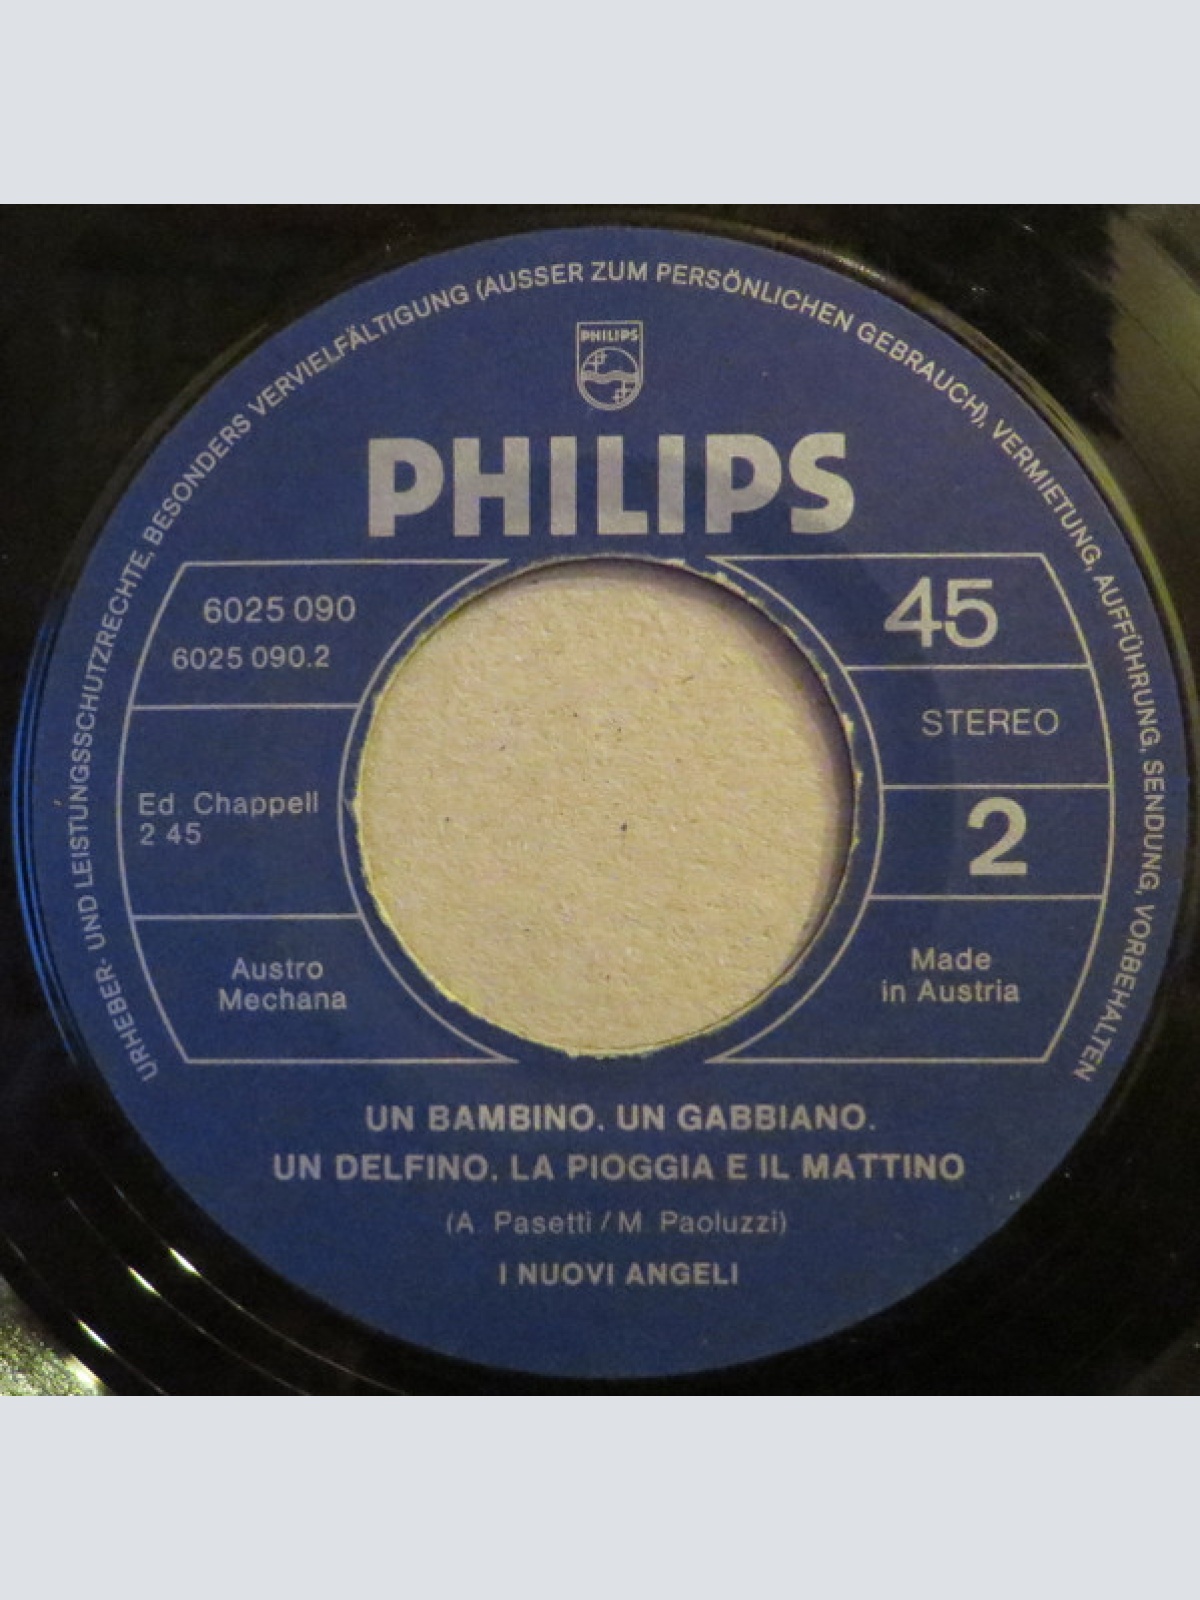 URHEBER- UND LEISTUNGSSCHUTZRECHTE, BESONDERS VERVIELFÄLTIGUNG (AUSSER ZUM PERSÖNLICHEN GEBRAUCH), VERMIETUNG, AUFFÜHRUNG, SENDUNG, VORBEHALTEN
PHILIPS
PHILIPS
6025 090
6025 090.2
45
STEREO
Ed Chappell
2 45
2
Austro
Mechana
Made
in Austria
UN BAMBINO. UN GABBIANO.
UN DELFINO. LA PIOGGIA E IL MATTINO
(A. Pasetti / M. Paoluzzi)
I NUOVI ANGELI